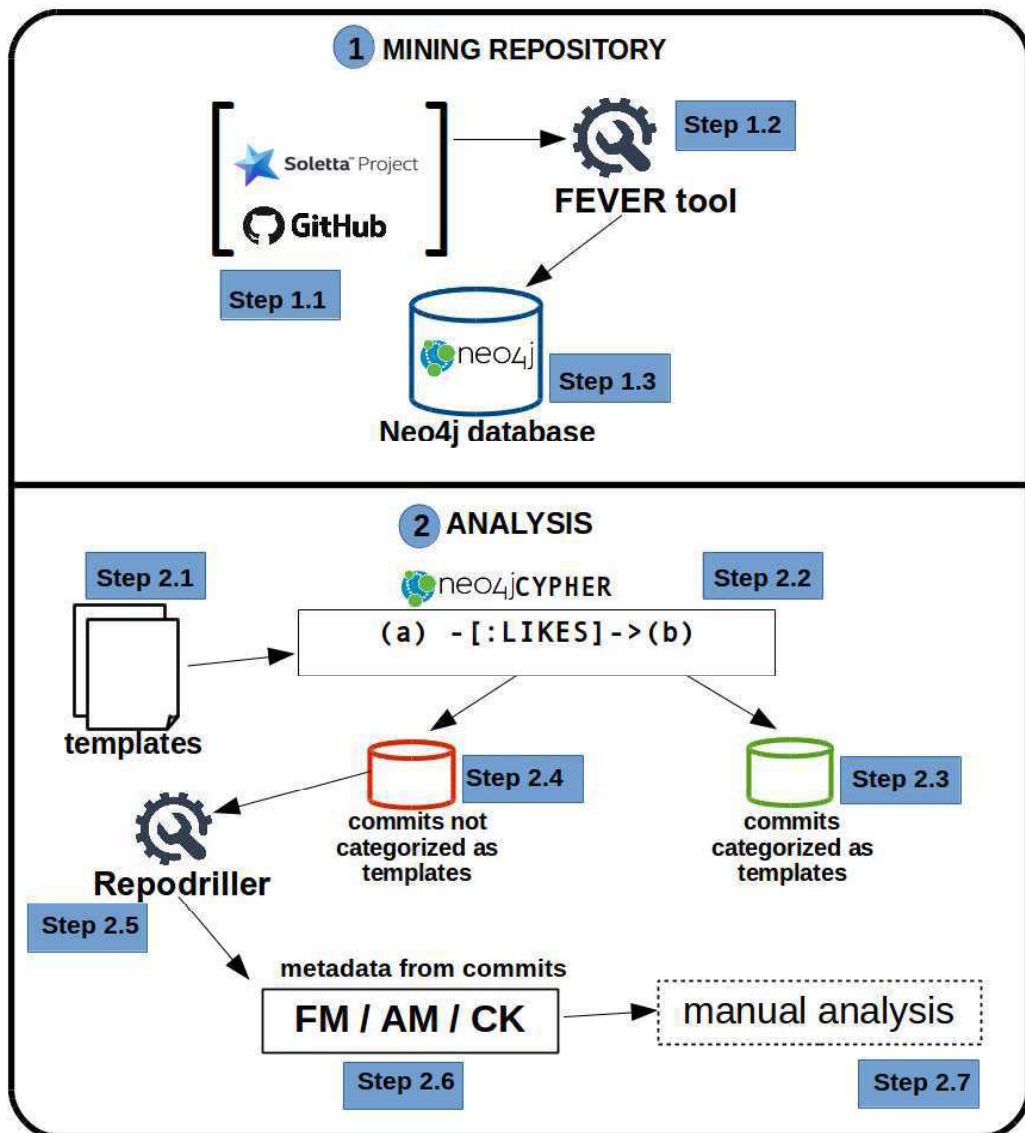 1 MINING REPOSITORY
Step 1.2
Soletta™ Project
GitHub
FEVER tool
Step 1.1
neo4j
Step 1.3
Neo4j database
2 ANALYSIS
Step 2.1
Step 2.2
neo4j CYPHER
(a) -[:LIKES]->(b)
templates
Step 2.4
Step 2.3
commits not
categorized as
templates
commits
categorized as
templates
Repodriller
Step 2.5
metadata from commits
FM / AM / CK
manual analysis
Step 2.6
Step 2.7